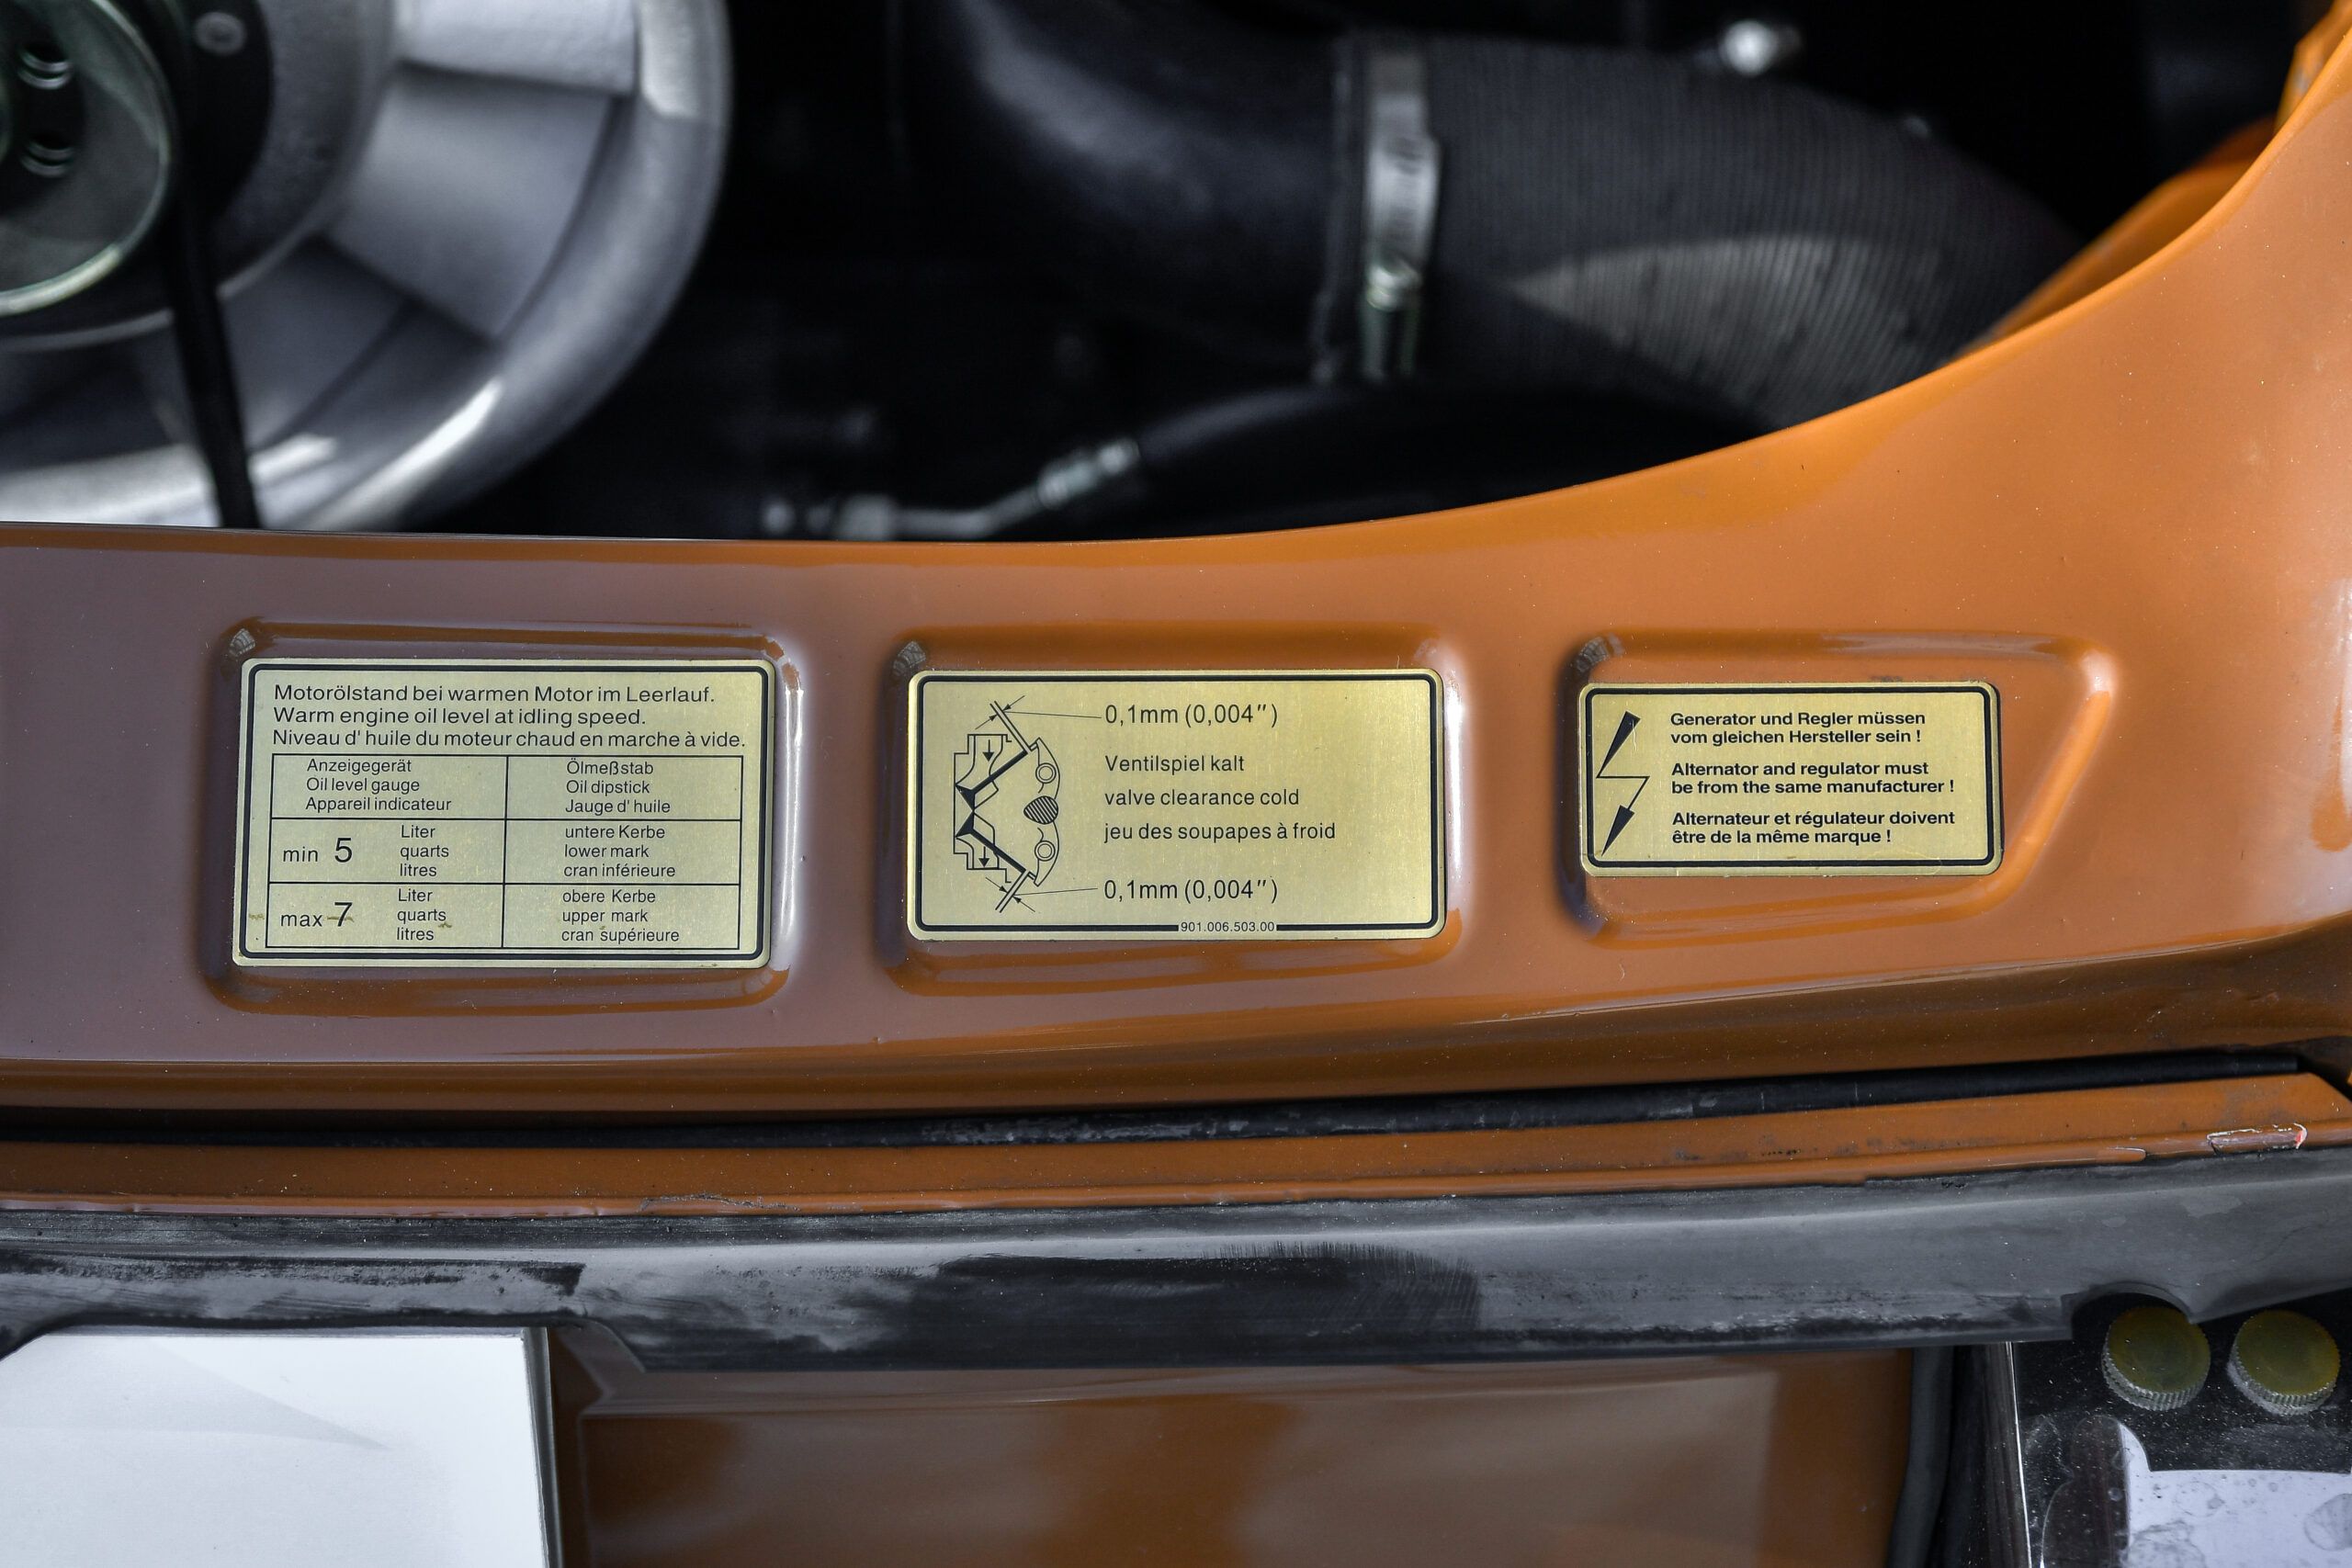 Motorölstand bei warmen Motor im Leerlauf.
Warm engine oil level at idling speed.
Niveau d' huile du moteur chaud en marche à vide.
Anzeigegerät
Oil level gauge
Appareil indicateur
Ölmeßstab
Oil dipstick
Jauge d' huile
min 5
Liter
quarts
litres
untere Kerbe
lower mark
cran inférieure
max 7
Liter
quarts
litres
obere Kerbe
upper mark
cran supérieure
0,1mm (0,004″)
Ventilspiel kalt
valve clearance cold
jeu des soupapes à froid
0,1mm (0,004″)
901.006.503.00
Generator und Regler müssen
vom gleichen Hersteller sein !
Alternator and regulator must
be from the same manufacturer !
Alternateur et régulateur doivent
être de la même marque !